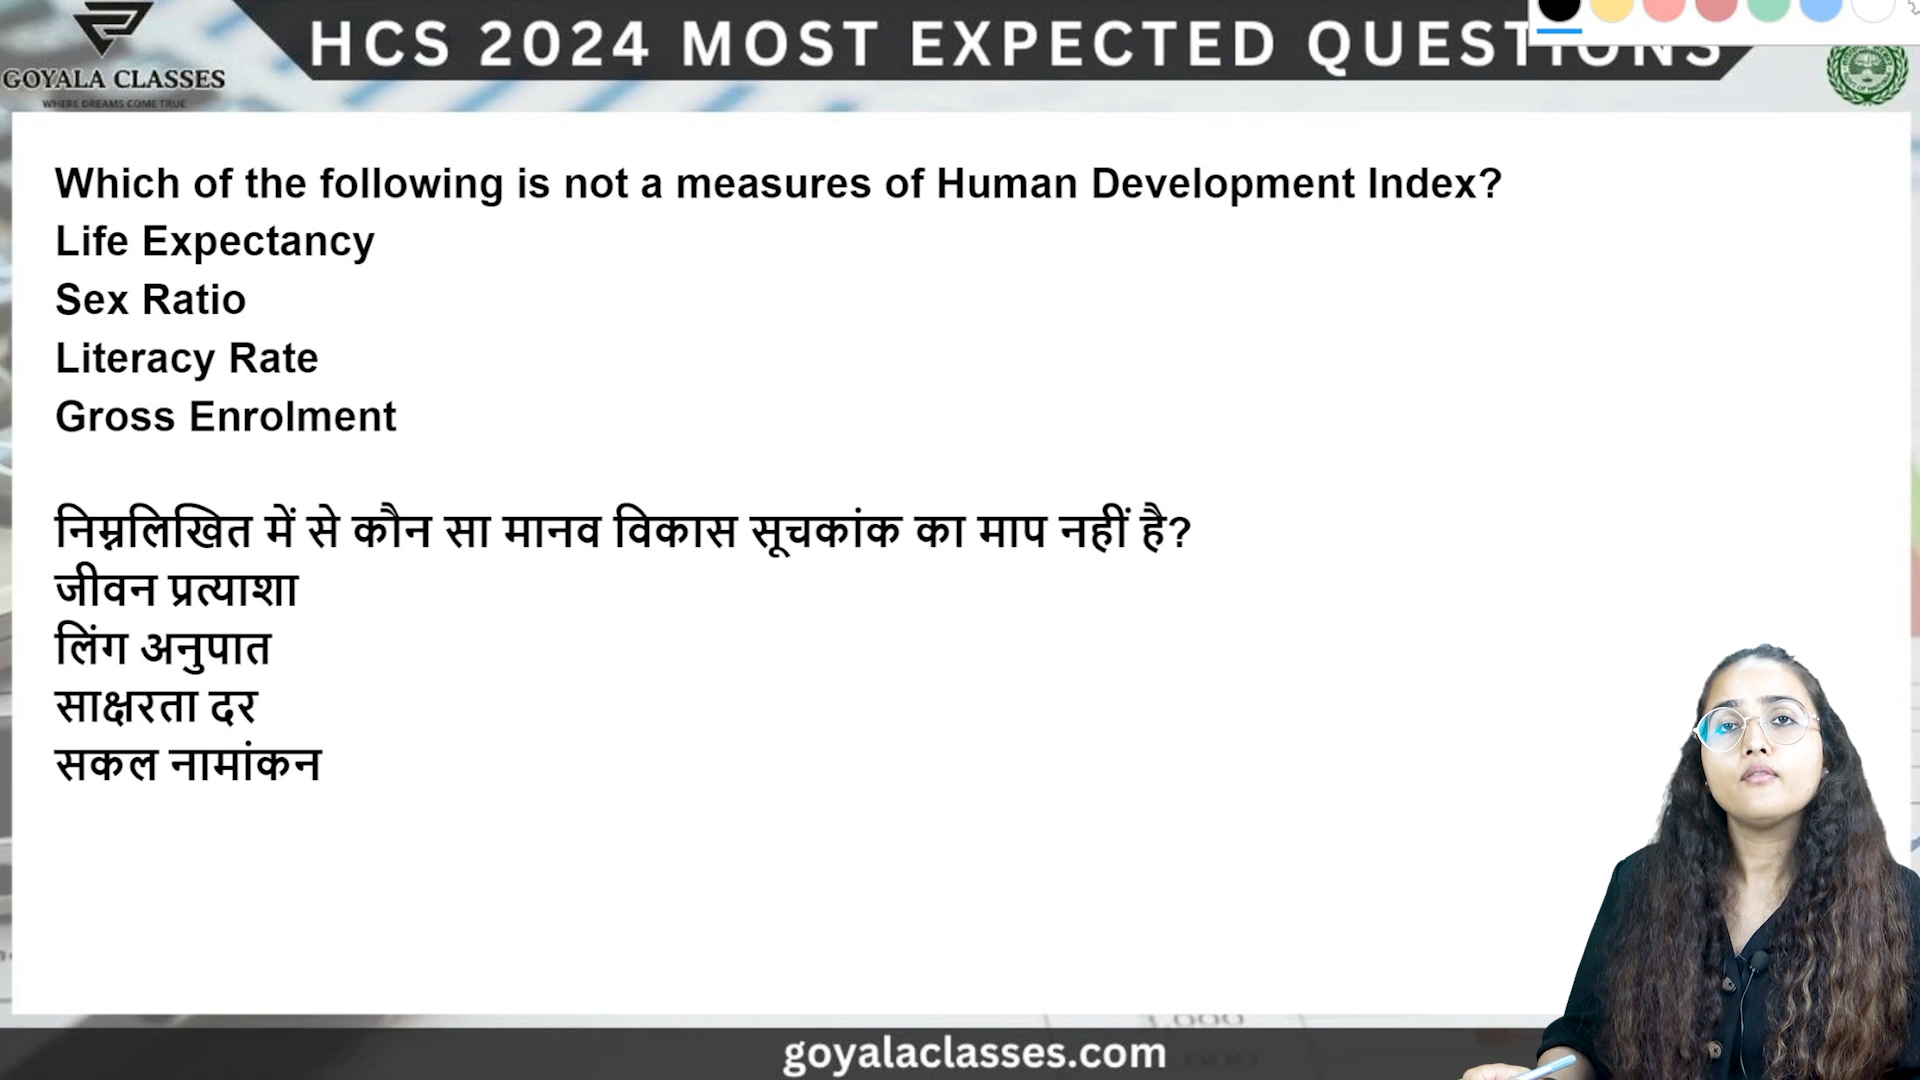 HCS 2024 MOST EXPECTED QUESTIONS
GOYALA CLASSES
WHERE DREAMS COME TRUE
Which of the following is not a measures of Human Development Index?
Life Expectancy
Sex Ratio
Literacy Rate
Gross Enrolment
निम्नलिखित में से कौन सा मानव विकास सूचकांक का माप नहीं है?
जीवन प्रत्याशा
लिंग अनुपात
साक्षरता दर
सकल नामांकन
goyalaclasses.com